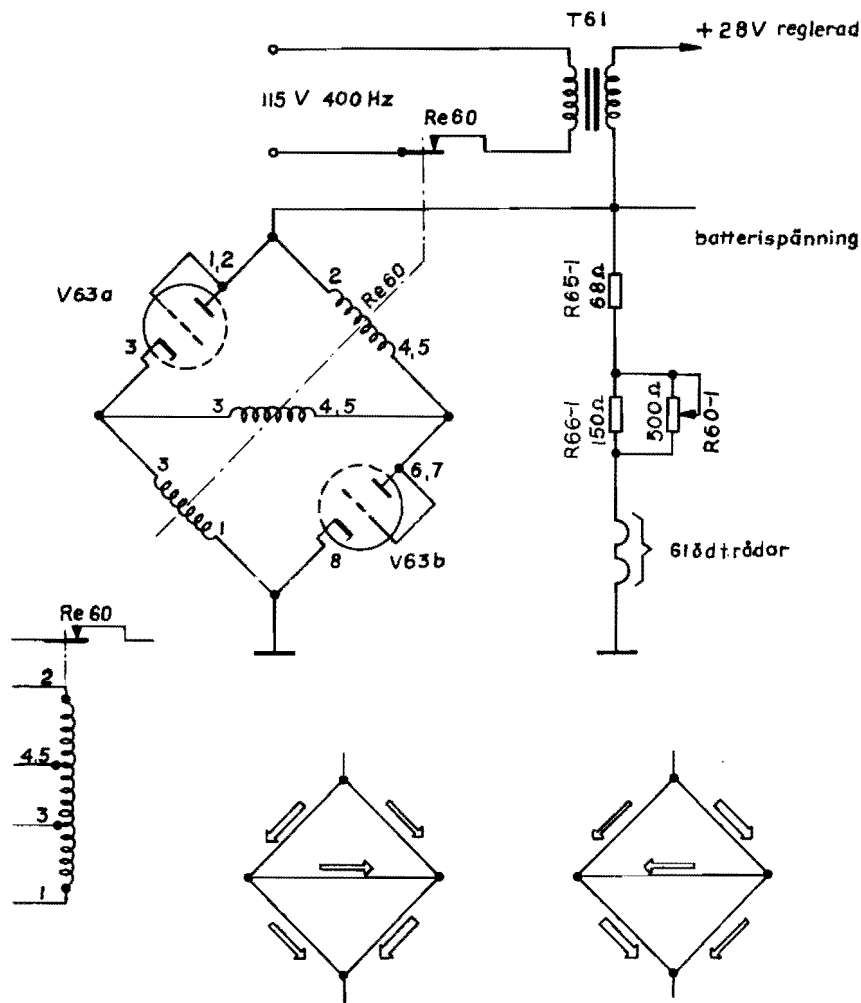 T61
+28V reglerad
115 V 400 Hz
Re60
batterispänning
1,2
V63a
2
Re60
R65-1
68Ω
3
4,5
3
4,5
R66-1
150Ω
500Ω
R60-1
3
6,7
1
8
V63b
Glödtrådar
Re60
2
4,5
3
1